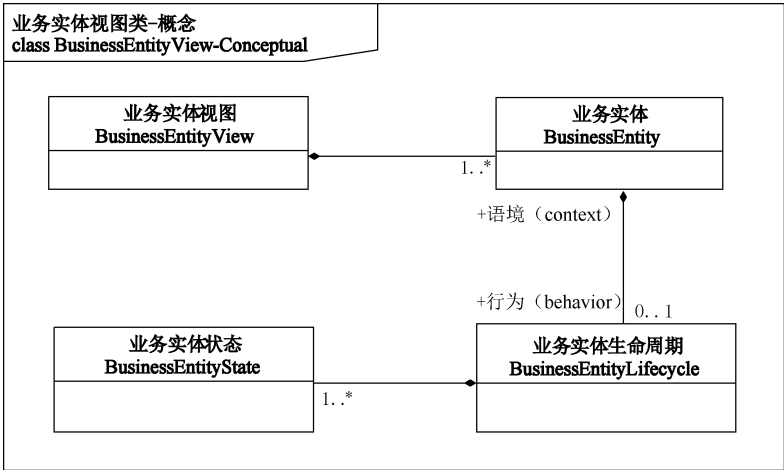 业务实体视图类-概念
class BusinessEntityView-Conceptual
业务实体视图
BusinessEntityView
业务实体
BusinessEntity
1..*
+语境（context）
+行为（behavior）
0..1
业务实体状态
BusinessEntityState
业务实体生命周期
BusinessEntityLifecycle
1..*